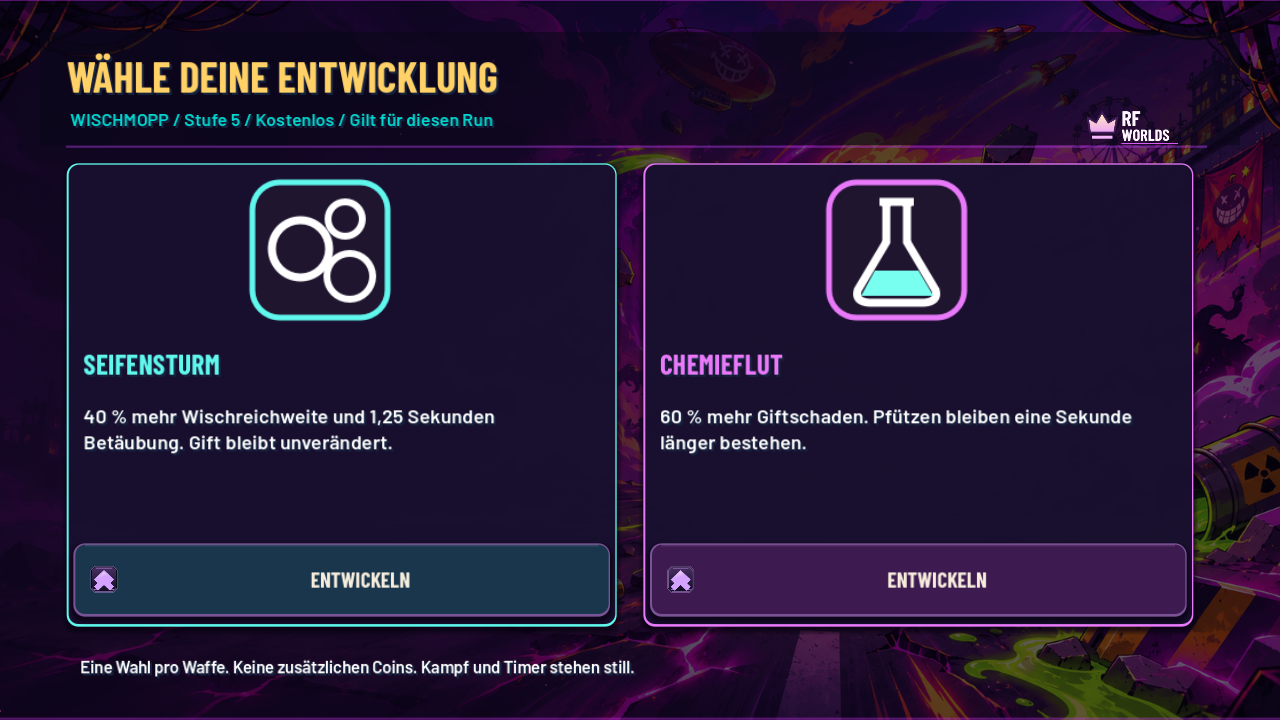 WÄHLE DEINE ENTWICKLUNG
WISCHMOPP / Stufe 5 / Kostenlos / Gilt für diesen Run
RF
WORLDS
SEIFENSTURM
40 % mehr Wischreichweite und 1,25 Sekunden
Betäubung. Gift bleibt unverändert.
ENTWICKELN
CHEMIEFLUT
60 % mehr Giftschaden. Pfützen bleiben eine Sekunde
länger bestehen.
ENTWICKELN
Eine Wahl pro Waffe. Keine zusätzlichen Coins. Kampf und Timer stehen still.